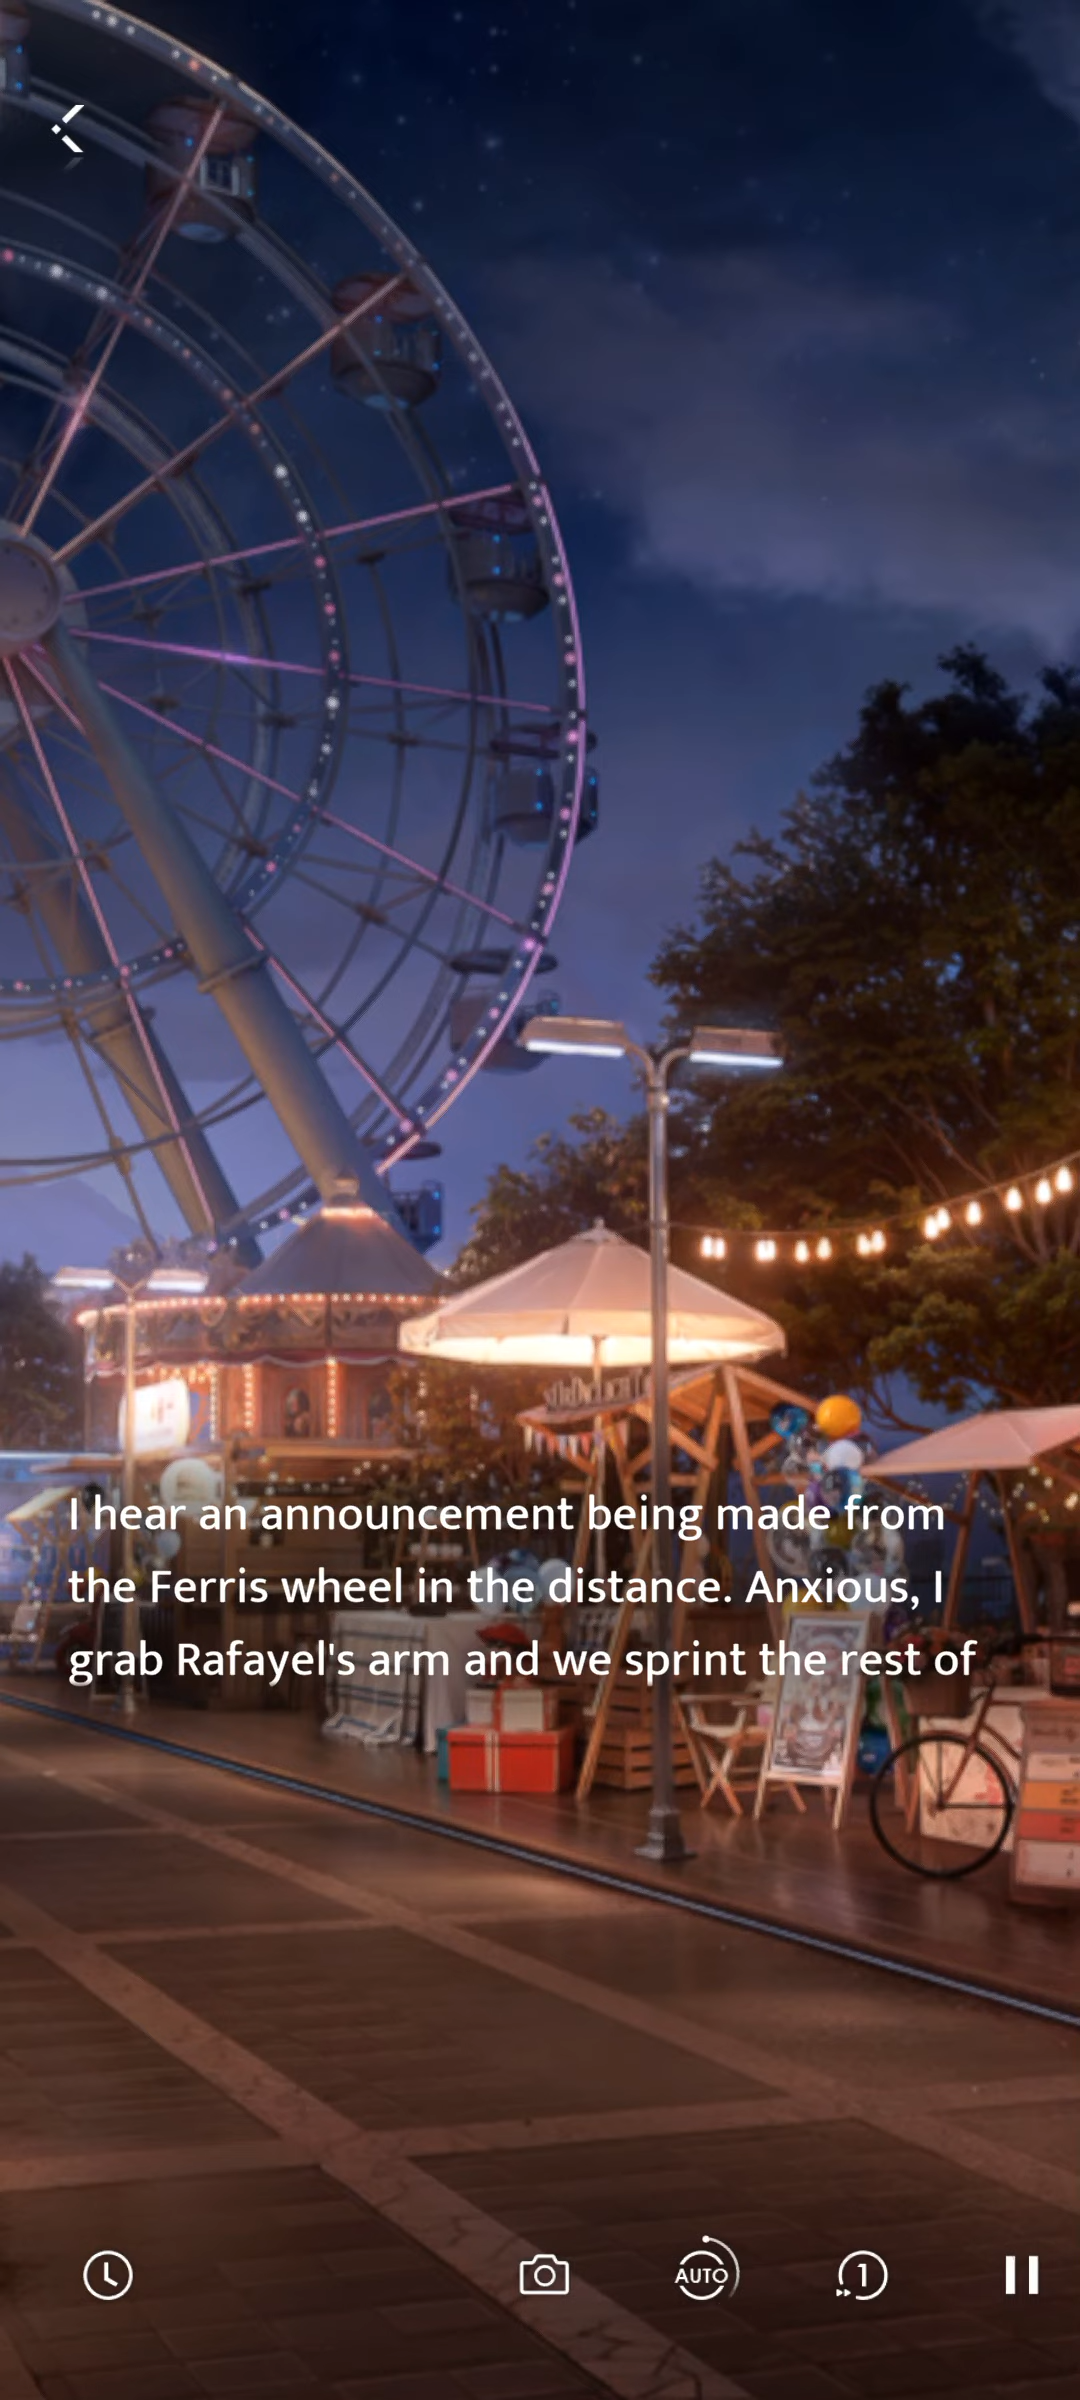 I hear an announcement being made from
the Ferris wheel in the distance. Anxious, I
grab Rafayel's arm and we sprint the rest of
AUTO
1